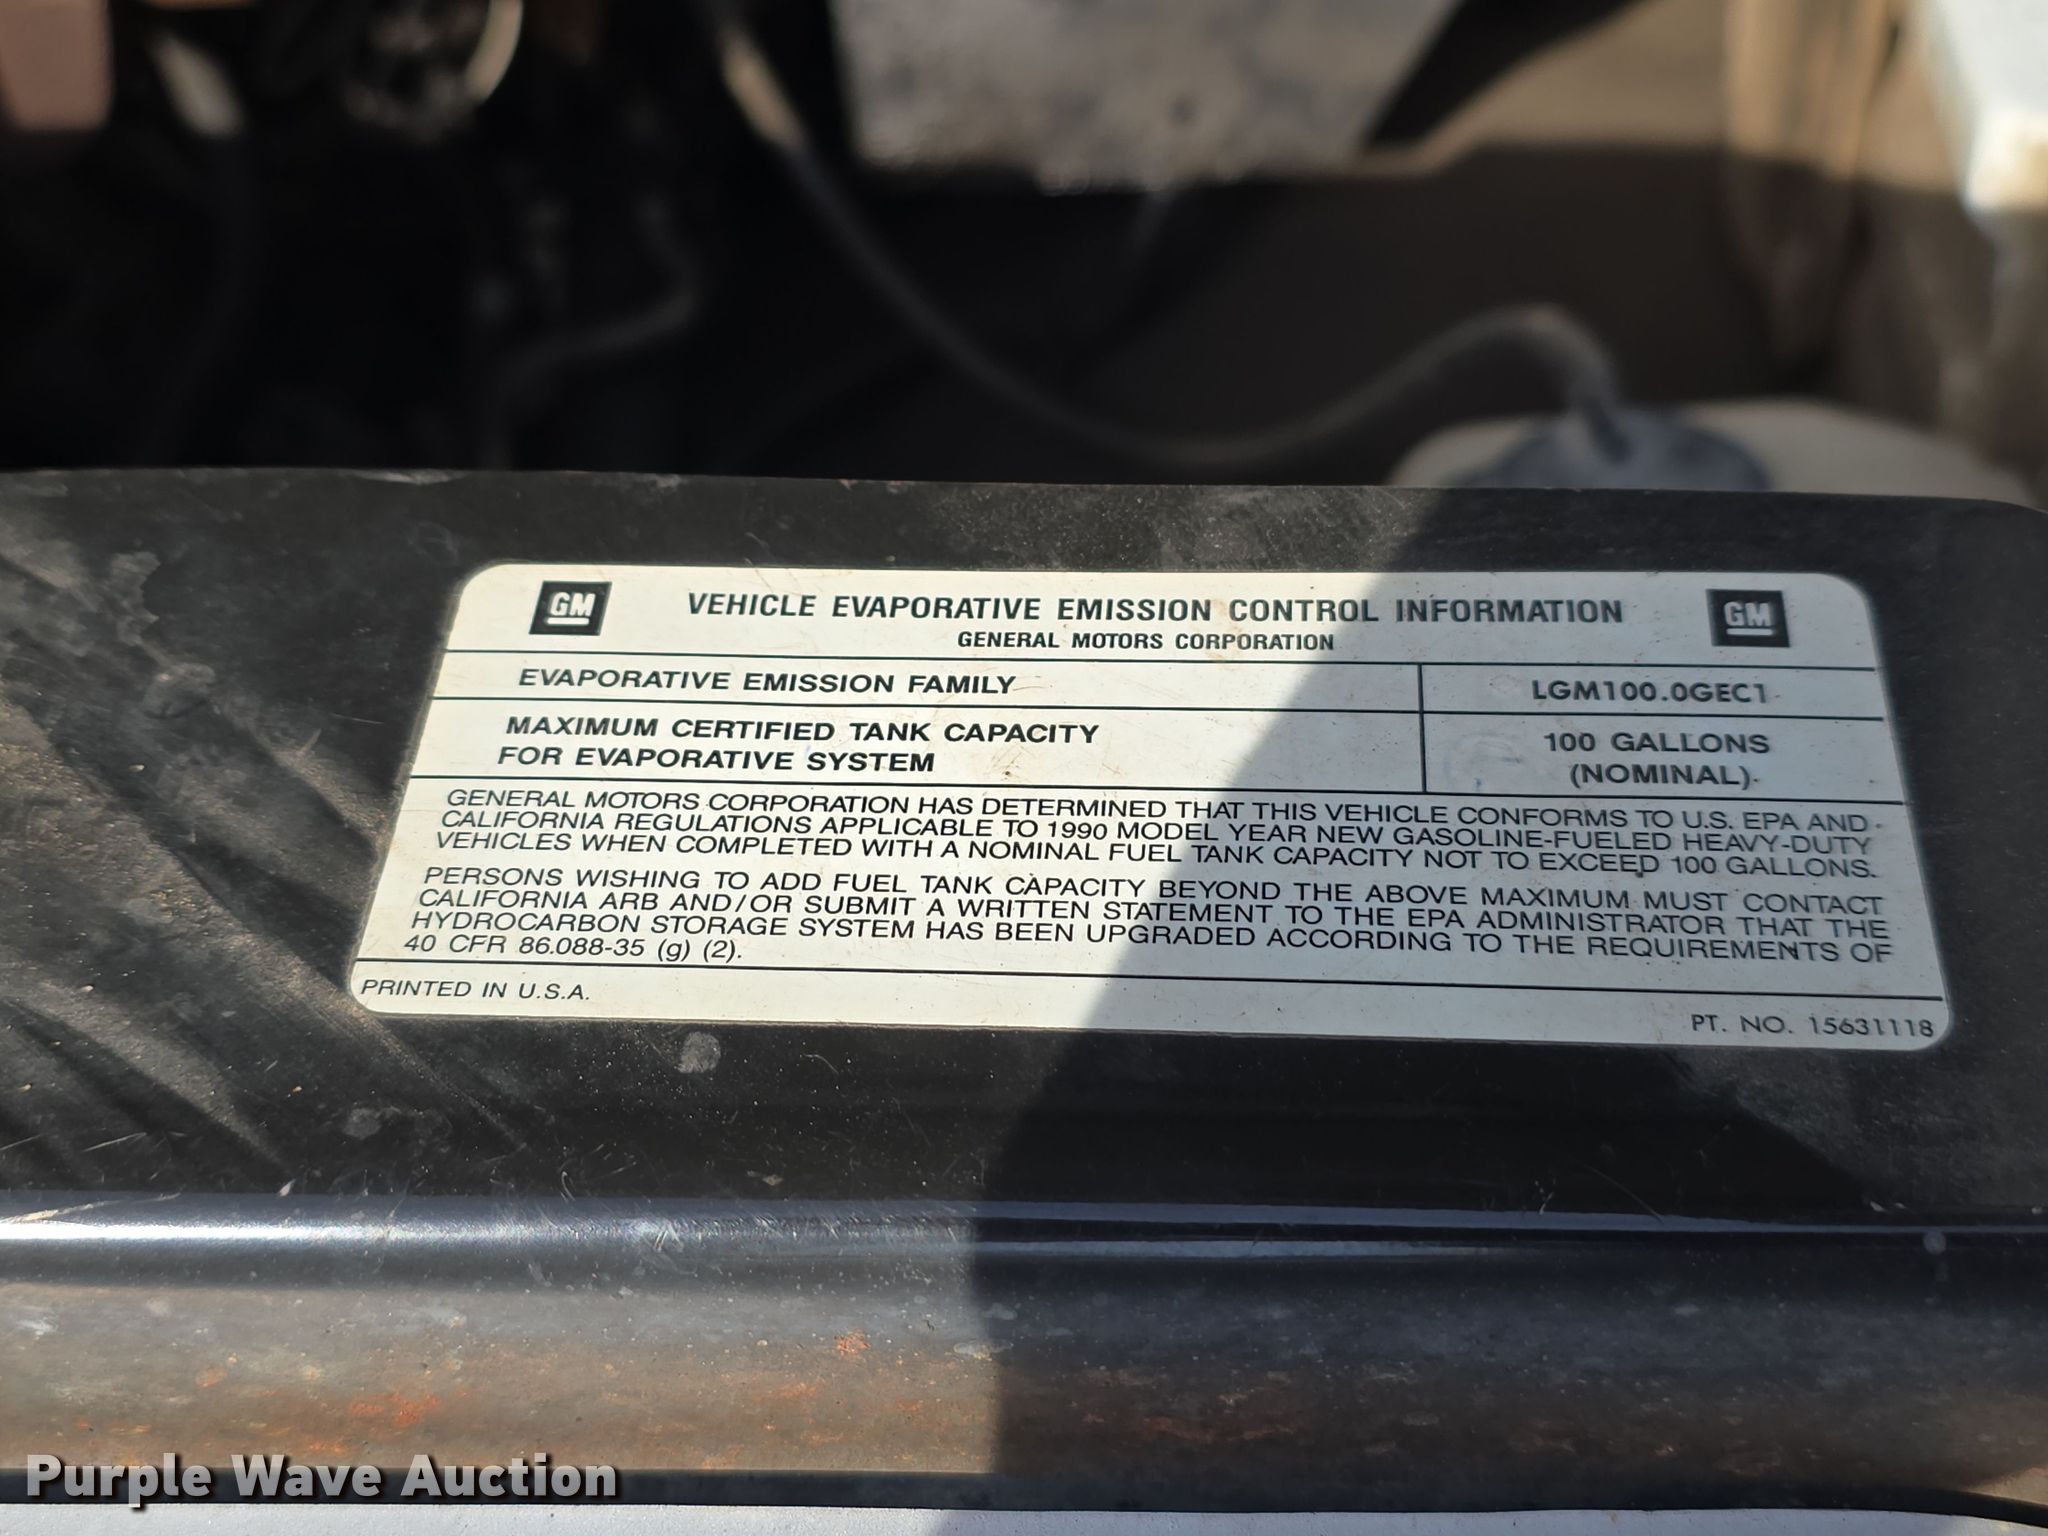 GM VEHICLE EVAPORATIVE EMISSION CONTROL INFORMATION GM
GENERAL MOTORS CORPORATION
EVAPORATIVE EMISSION FAMILY LGM100.0GEC1
MAXIMUM CERTIFIED TANK CAPACITY 100 GALLONS
FOR EVAPORATIVE SYSTEM (NOMINAL)
GENERAL MOTORS CORPORATION HAS DETERMINED THAT THIS VEHICLE CONFORMS TO U.S. EPA AND
CALIFORNIA REGULATIONS APPLICABLE TO 1990 MODEL YEAR NEW GASOLINE-FUELED HEAVY-DUTY
VEHICLES WHEN COMPLETED WITH A NOMINAL FUEL TANK CAPACITY NOT TO EXCEED 100 GALLONS.
PERSONS WISHING TO ADD FUEL TANK CAPACITY BEYOND THE ABOVE MAXIMUM MUST CONTACT
CALIFORNIA ARB AND/OR SUBMIT A WRITTEN STATEMENT TO THE EPA ADMINISTRATOR THAT THE
HYDROCARBON STORAGE SYSTEM HAS BEEN UPGRADED ACCORDING TO THE REQUIREMENTS OF
40 CFR 86.088-35 (g) (2).
PRINTED IN U.S.A.
PT. NO. 15631118
Purple Wave Auction